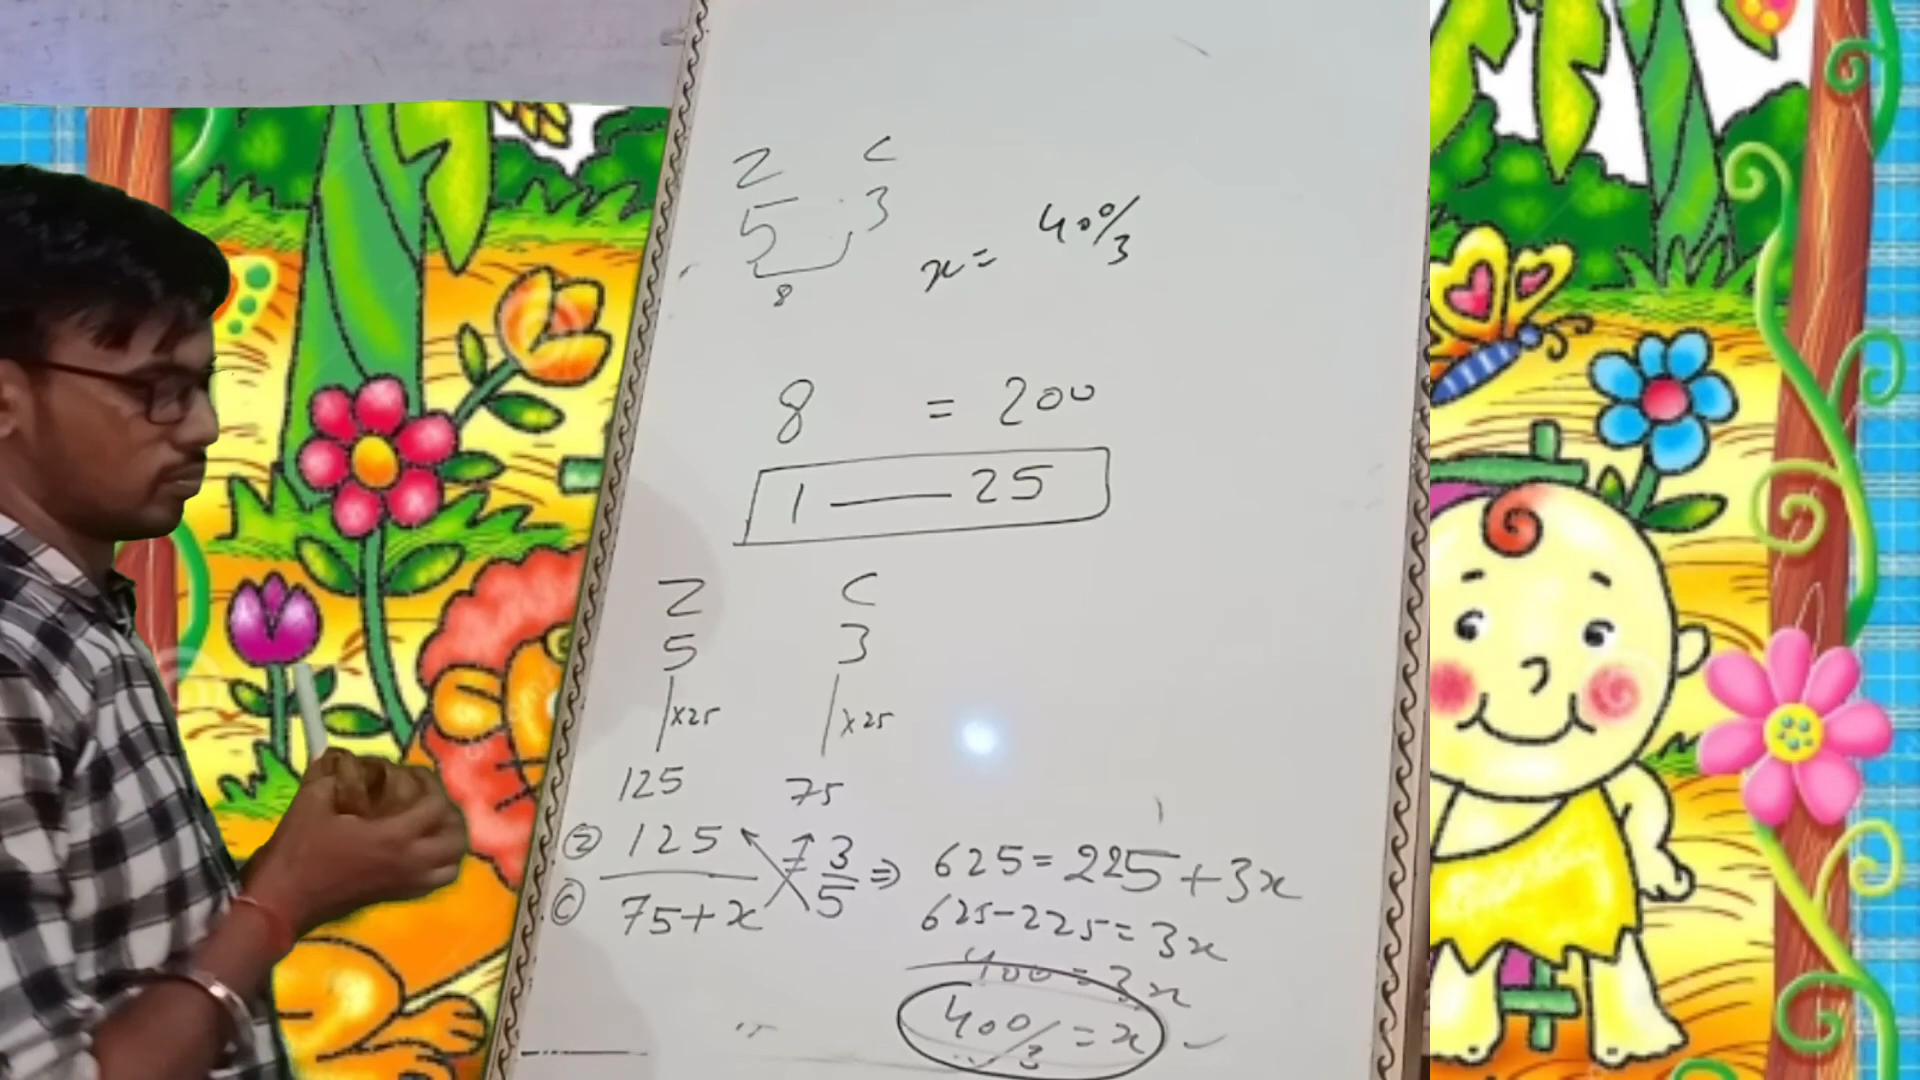 Z C
5 3
8
x = 400/3
8 = 200
1 — 25
Z C
5 3
x25 x25
125 75
Z 125 = 3 ⇒ 625 = 225 + 3x
C 75+x 5 625-225 = 3x
400 = 3x
400/3 = x